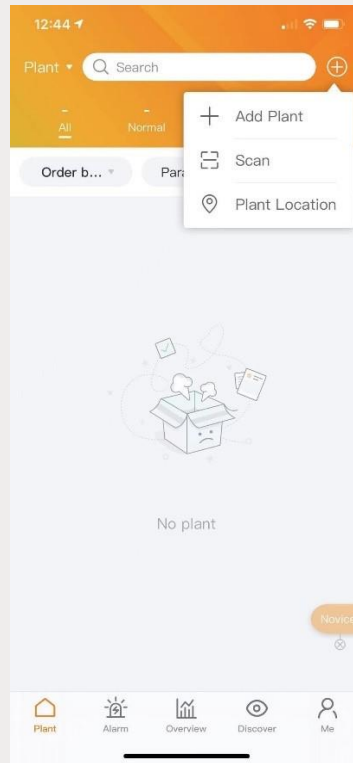 12:44
Plant
Search
All
Normal
Add Plant
Scan
Plant Location
Order b...
Para
No plant
Novice
Plant
Alarm
Overview
Discover
Me